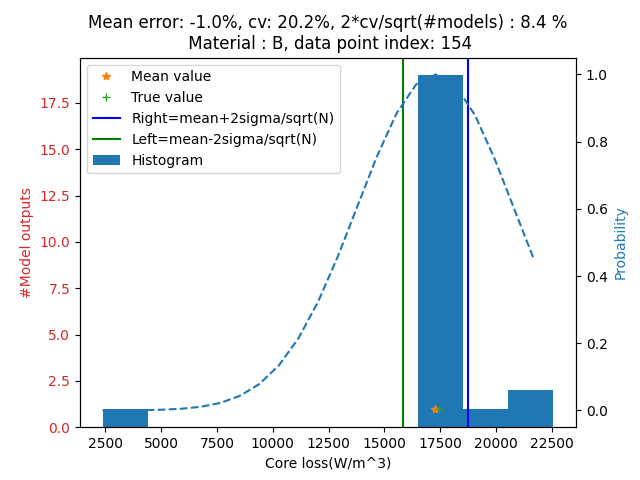 Mean error: -1.0%, cv: 20.2%, 2*cv/sqrt(#models) : 8.4 %
Material : B, data point index: 154
Mean value
True value
Right=mean+2sigma/sqrt(N)
Left=mean-2sigma/sqrt(N)
Histogram
#Model outputs
17.5
15.0
12.5
10.0
7.5
5.0
2.5
0.0
1.0
0.8
0.6
0.4
0.2
0.0
Probability
2500 5000 7500 10000 12500 15000 17500 20000 22500
Core loss(W/m^3)